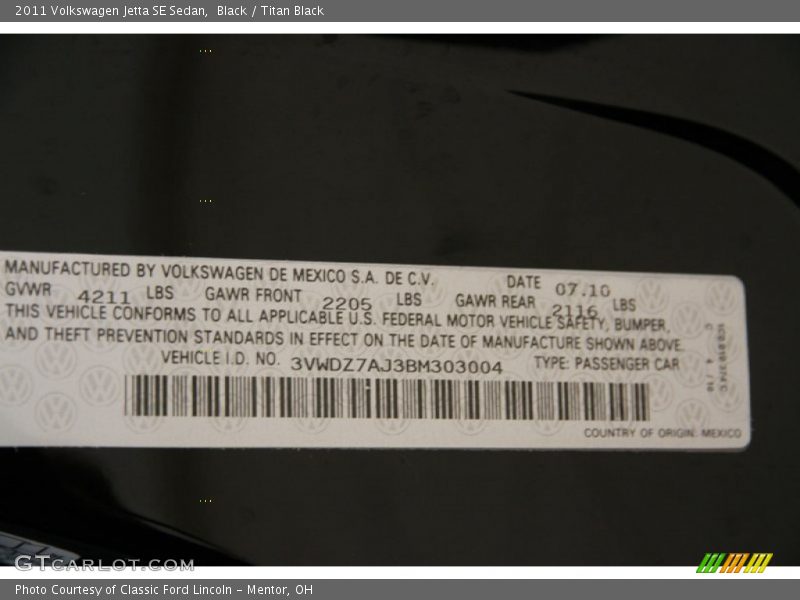 2011 Volkswagen Jetta SE Sedan,  Black / Titan Black
MANUFACTURED BY VOLKSWAGEN DE MEXICO S.A. DE C.V. DATE 07.10
GVWR 4211 LBS GAWR FRONT 2205 LBS GAWR REAR 2116 LBS
THIS VEHICLE CONFORMS TO ALL APPLICABLE U.S. FEDERAL MOTOR VEHICLE SAFETY, BUMPER,
AND THEFT PREVENTION STANDARDS IN EFFECT ON THE DATE OF MANUFACTURE SHOWN ABOVE.
VEHICLE I.D. NO. 3VWDZ7AJ3BM303004 TYPE: PASSENGER CAR
COUNTRY OF ORIGIN: MEXICO
GTCARLOT.COM
Photo Courtesy of Classic Ford Lincoln - Mentor, OH